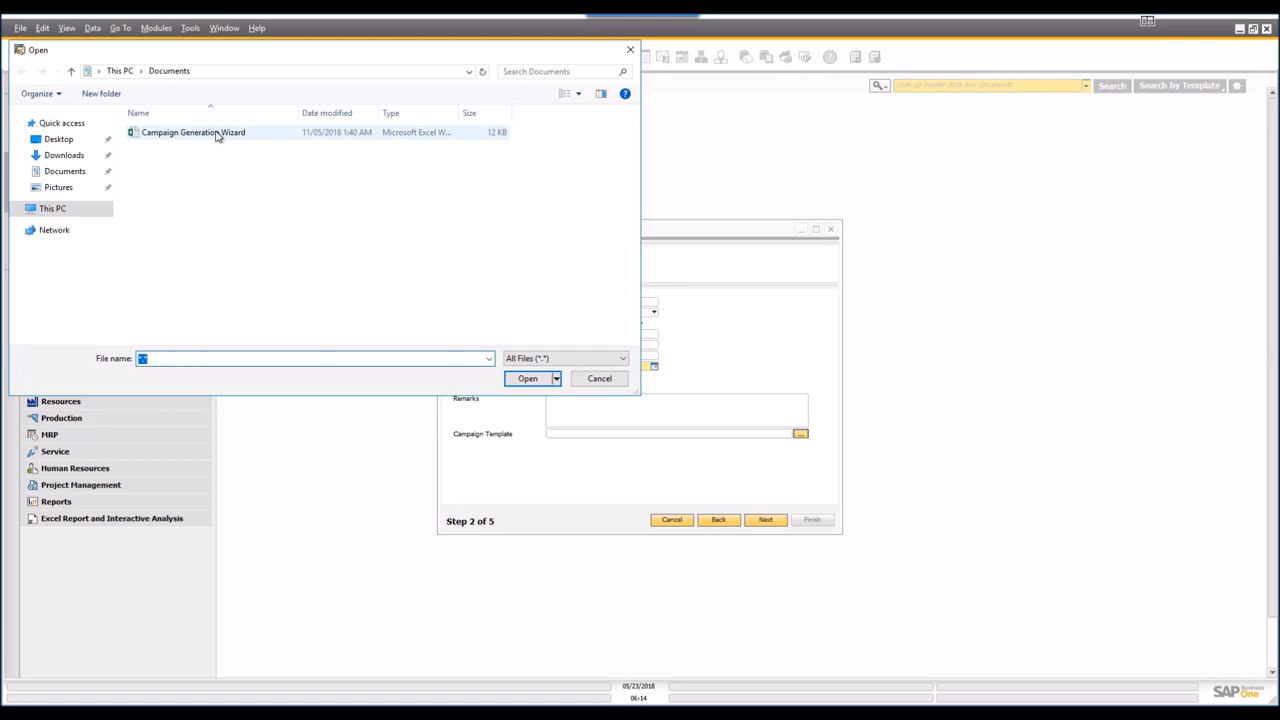 File Edit View Data Go To Modules Tools Window Help
Open
This PC > Documents
Search Documents
Organize New folder
Name Date modified Type Size
Campaign Generation Wizard 11/05/2018 1:40 AM Microsoft Excel W... 12 KB
Quick access
Desktop
Downloads
Documents
Pictures
This PC
Network
File name: *.* All Files (*.*)
Open Cancel
Look up master data and documents Search Search by Template
Resources
Production
MRP
Service
Human Resources
Project Management
Reports
Excel Report and Interactive Analysis
Remarks
Campaign Template ...
Step 2 of 5 Cancel Back Next Finish
05/23/2018
06:14
SAP Business One